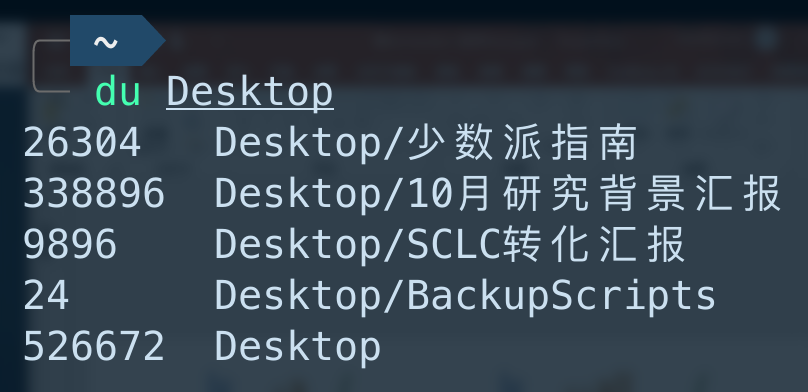 ~
du Desktop
26304 Desktop/少数派指南
338896 Desktop/10月研究背景汇报
9896 Desktop/SCLC转化汇报
24 Desktop/BackupScripts
526672 Desktop